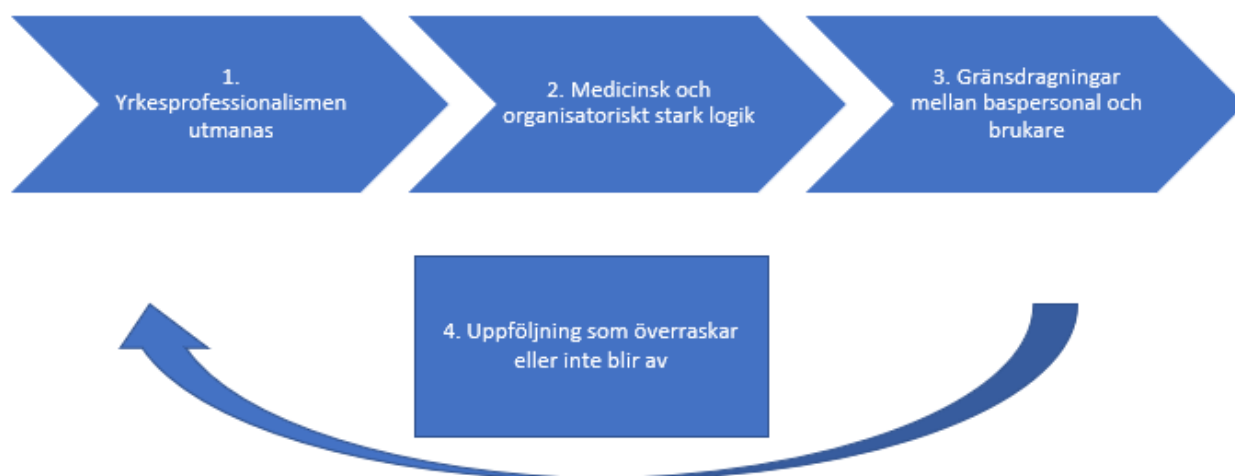 1.
Yrkesprofessionalismen
utmanas
2. Medicinsk och
organisatoriskt stark logik
3. Gränsdragningar
mellan baspersonal och
brukare
4. Uppföljning som överraskar
eller inte blir av